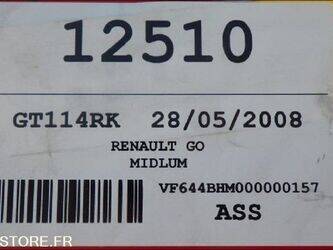 12510
GT114RK 28/05/2008
RENAULT GO
MIDLUM
VF644BHM000000157
ASS
STORE.FR